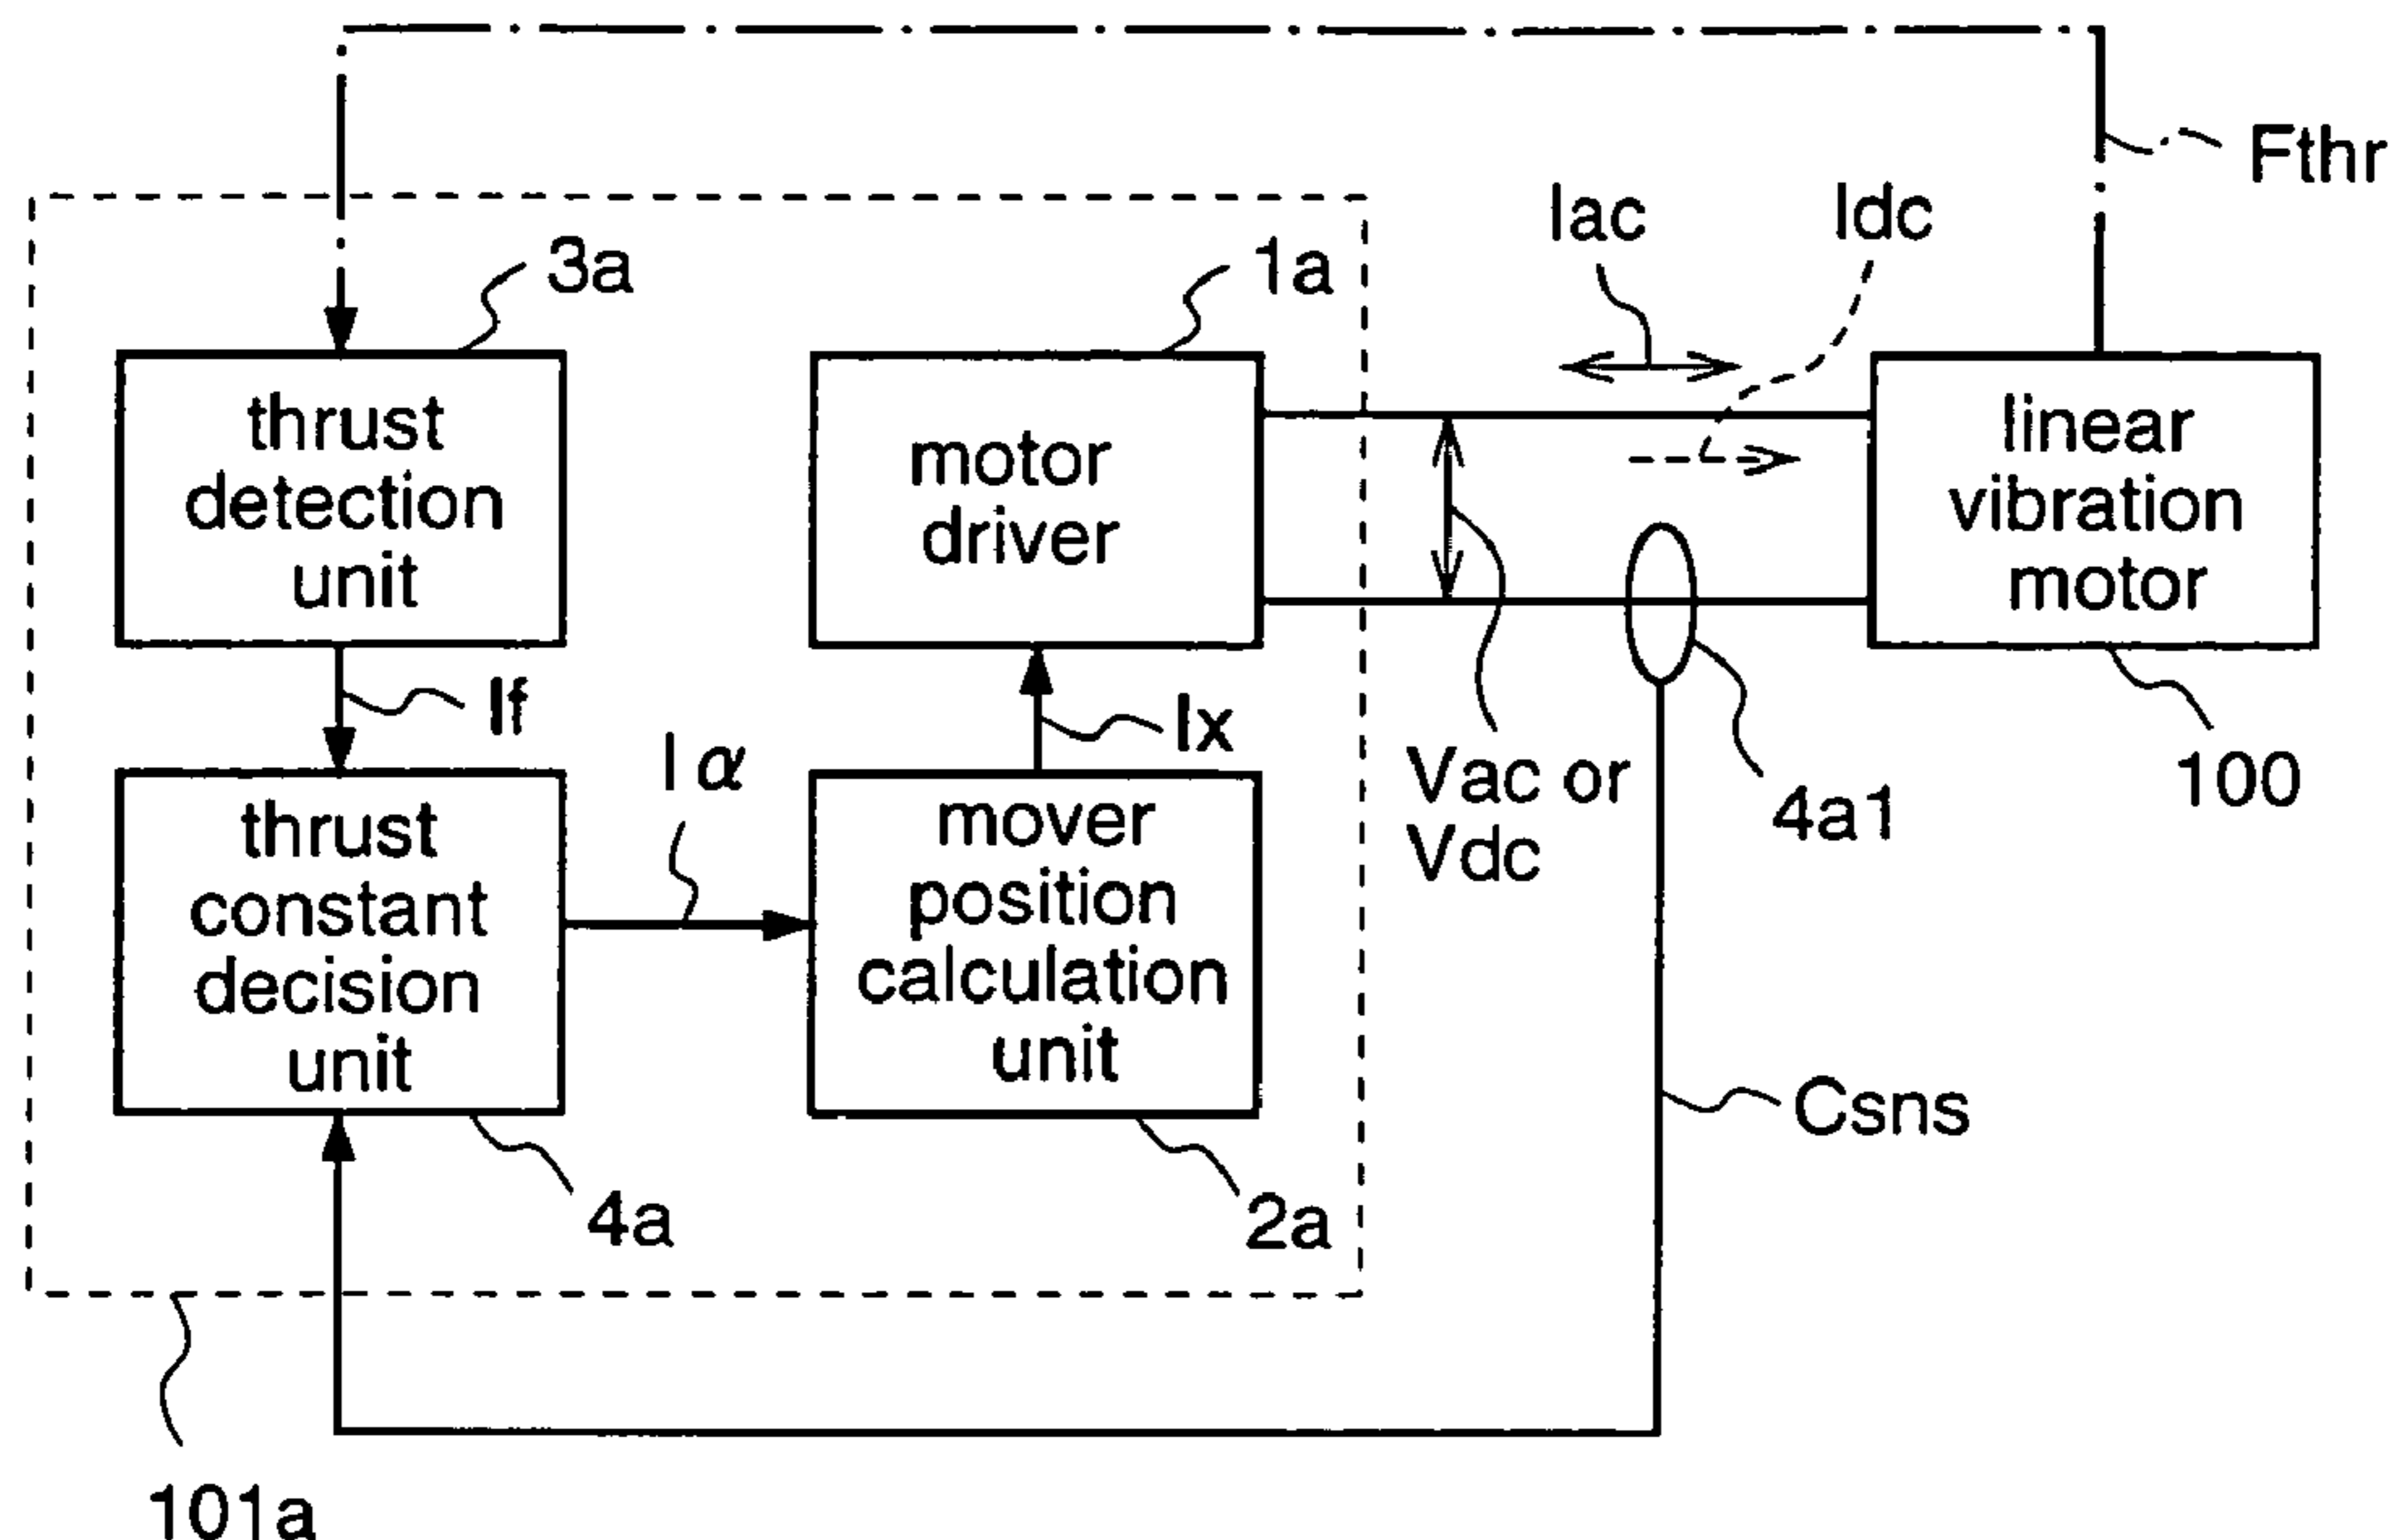 Fthr
Iac
Idc
3a
1a
thrust
detection
unit
motor
driver
linear
vibration
motor
If
Ix
Iα
Vac or
Vdc
4a1
100
thrust
constant
decision
unit
mover
position
calculation
unit
Csns
4a
2a
101a